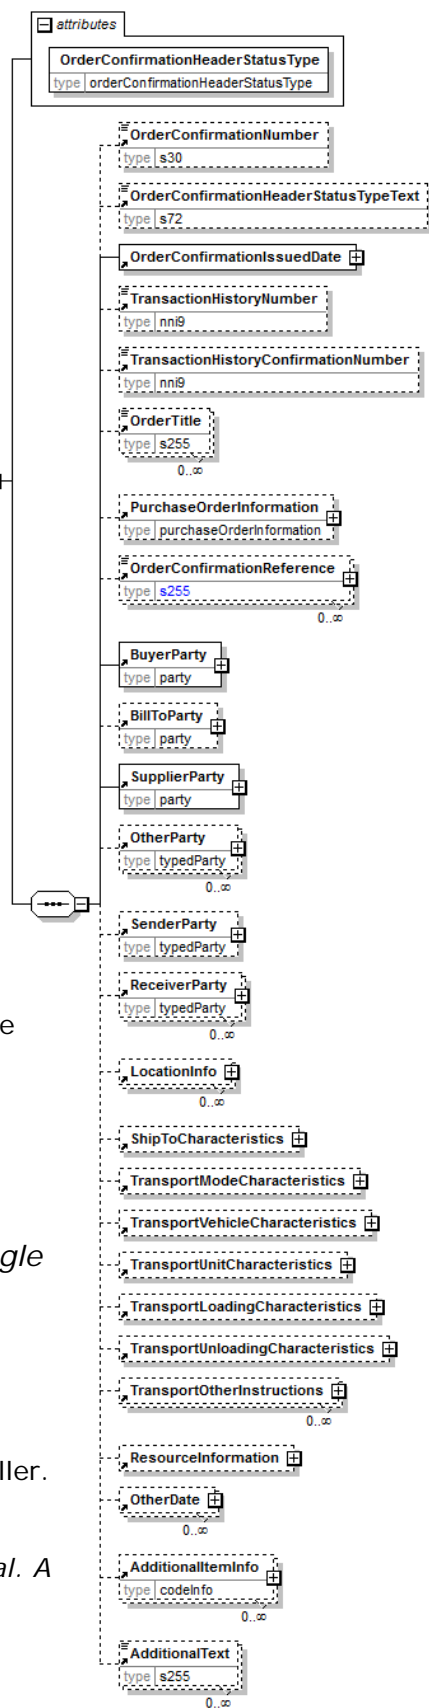 attributes
OrderConfirmationHeaderStatusType
type orderConfirmationHeaderStatusType
OrderConfirmationNumber
type s30
OrderConfirmationHeaderStatusTypeText
type s72
OrderConfirmationIssuedDate
TransactionHistoryNumber
type nni9
TransactionHistoryConfirmationNumber
type nni9
OrderTitle
type s255
0..∞
PurchaseOrderInformation
type purchaseOrderInformation
OrderConfirmationReference
type s255
0..∞
BuyerParty
type party
BillToParty
type party
SupplierParty
type party
OtherParty
type typedParty
0..∞
SenderParty
type typedParty
ReceiverParty
type typedParty
0..∞
e
LocationInfo
0..∞
ShipToCharacteristics
TransportModeCharacteristics
TransportVehicleCharacteristics
gle
TransportUnitCharacteristics
TransportLoadingCharacteristics
TransportUnloadingCharacteristics
TransportOtherInstructions
0..∞
ResourceInformation
ller.
OtherDate
0..∞
al. A
AdditionalItemInfo
type codeInfo
0..∞
AdditionalText
type s255
0..∞